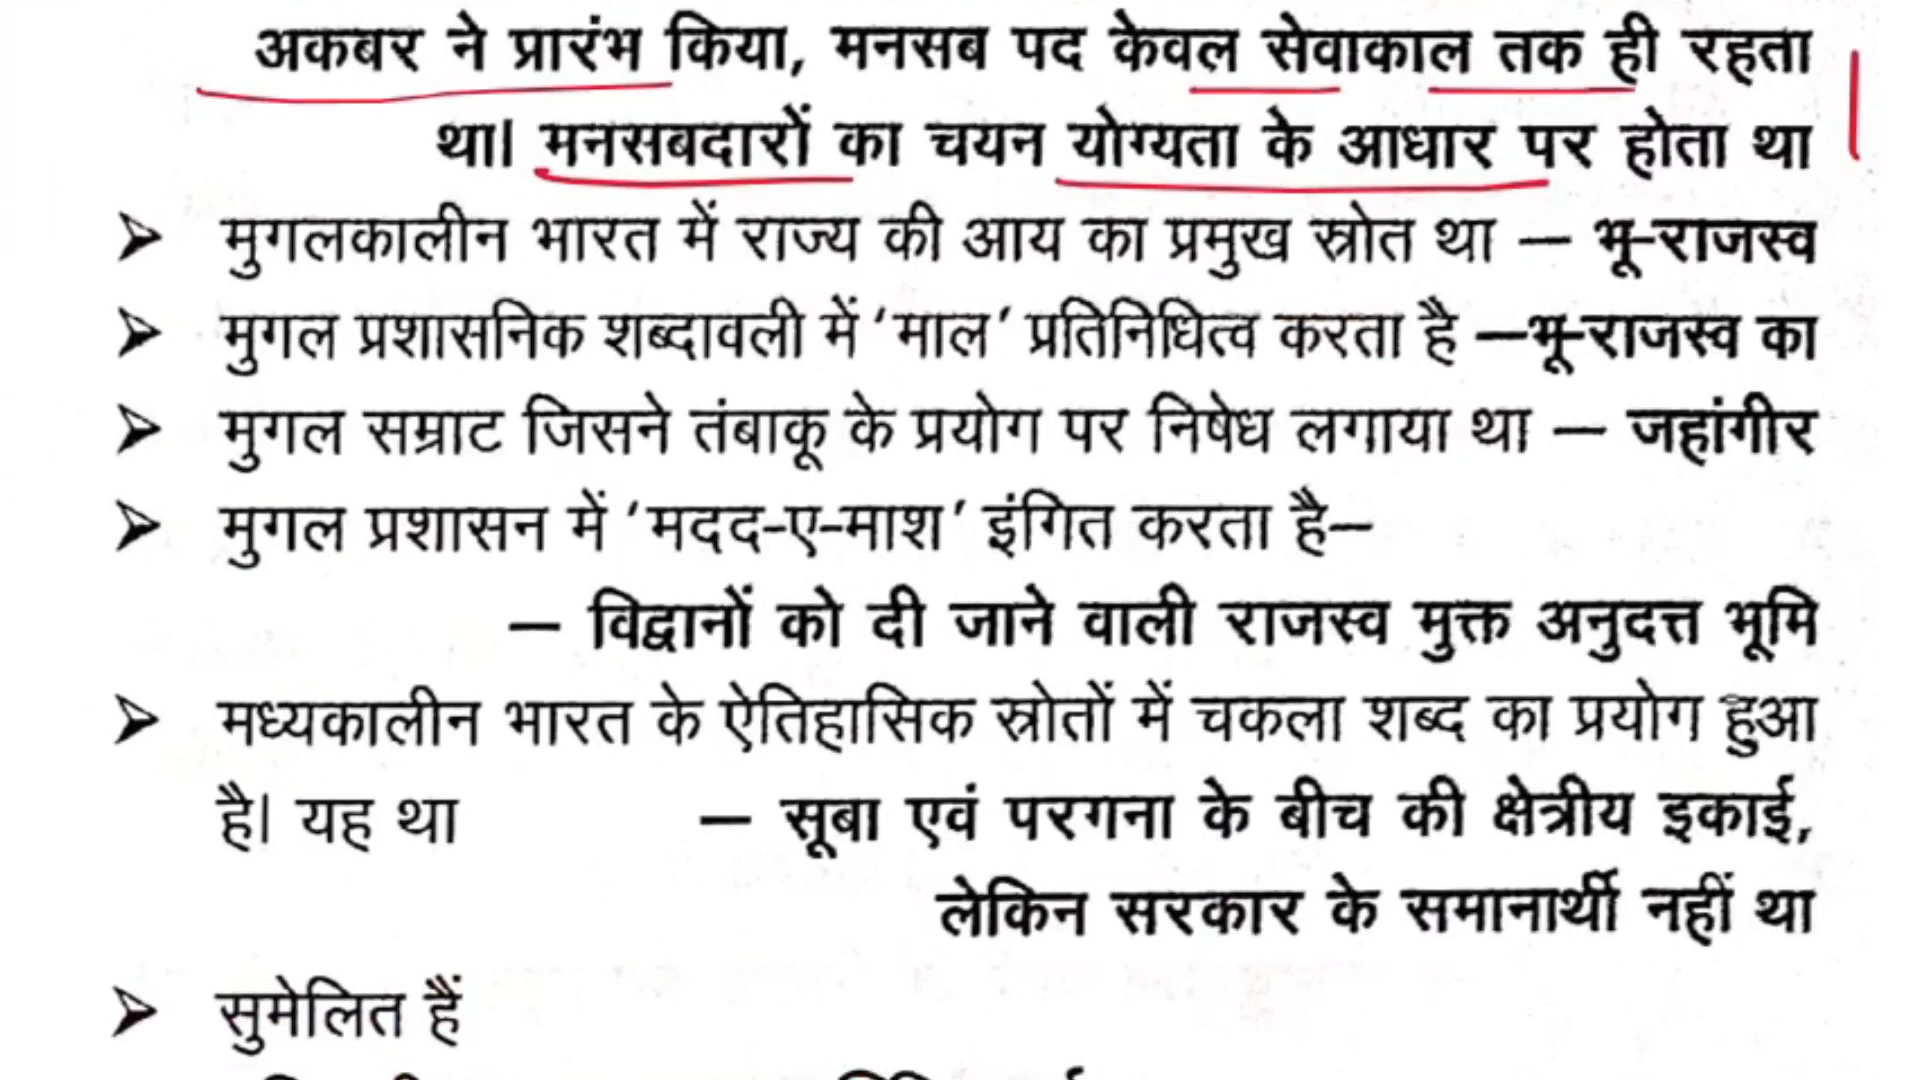 अकबर ने प्रारंभ किया, मनसब पद केवल सेवाकाल तक ही रहता
था। मनसबदारों का चयन योग्यता के आधार पर होता था
➢ मुगलकालीन भारत में राज्य की आय का प्रमुख स्रोत था — भू-राजस्व
➢ मुगल प्रशासनिक शब्दावली में ‘माल’ प्रतिनिधित्व करता है —भू-राजस्व का
➢ मुगल सम्राट जिसने तंबाकू के प्रयोग पर निषेध लगाया था — जहांगीर
➢ मुगल प्रशासन में ‘मदद-ए-माश’ इंगित करता है—
— विद्वानों को दी जाने वाली राजस्व मुक्त अनुदत्त भूमि
➢ मध्यकालीन भारत के ऐतिहासिक स्रोतों में चकला शब्द का प्रयोग हुआ
है। यह था — सूबा एवं परगना के बीच की क्षेत्रीय इकाई,
लेकिन सरकार के समानार्थी नहीं था
➢ सुमेलित हैं